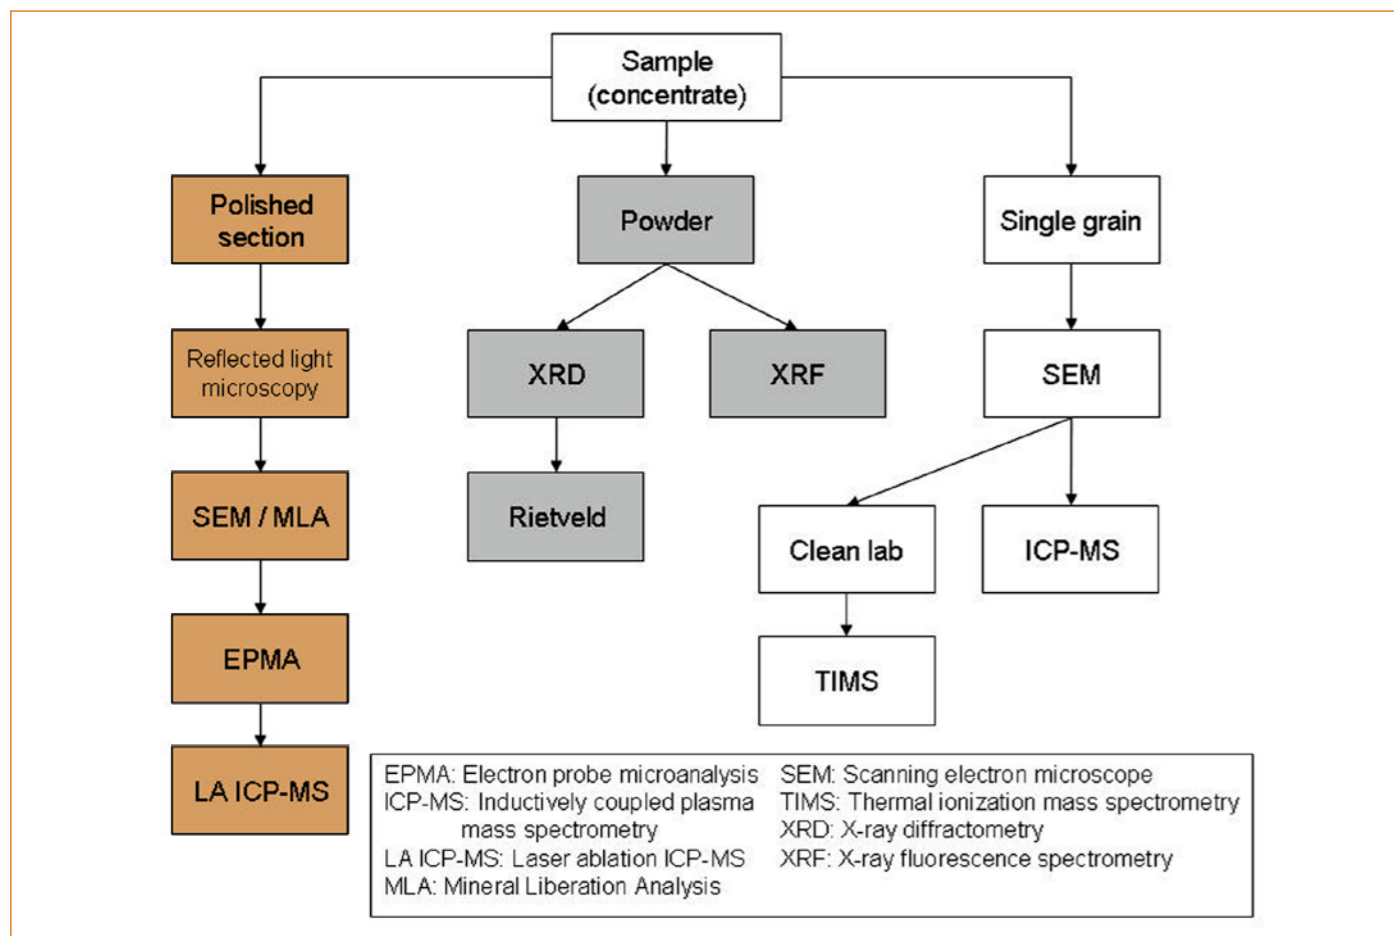 Sample
(concentrate)
Polished
section
Powder
Single grain
Reflected light
microscopy
XRD
XRF
SEM
SEM / MLA
Rietveld
Clean lab
ICP-MS
EPMA
TIMS
LA ICP-MS
EPMA: Electron probe microanalysis
ICP-MS: Inductively coupled plasma
mass spectrometry
LA ICP-MS: Laser ablation ICP-MS
MLA: Mineral Liberation Analysis
SEM: Scanning electron microscope
TIMS: Thermal ionization mass spectrometry
XRD: X-ray diffractometry
XRF: X-ray fluorescence spectrometry